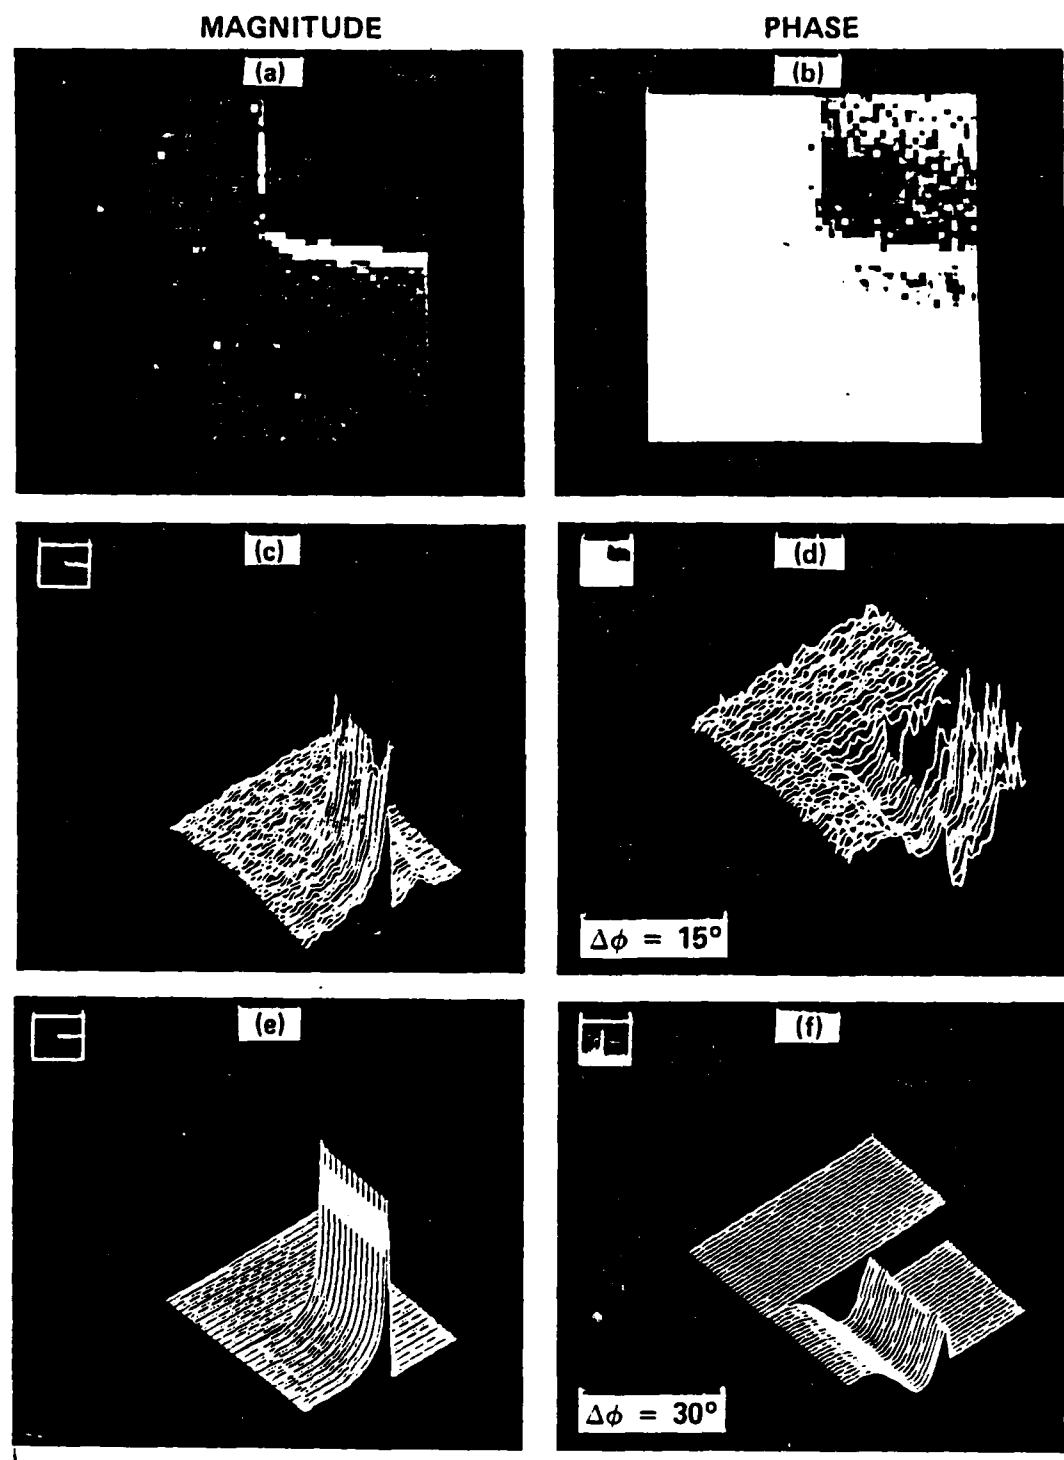 MAGNITUDE
PHASE
(a)
(b)
(c)
(d)
Δϕ = 15°
(e)
(f)
Δϕ = 30°